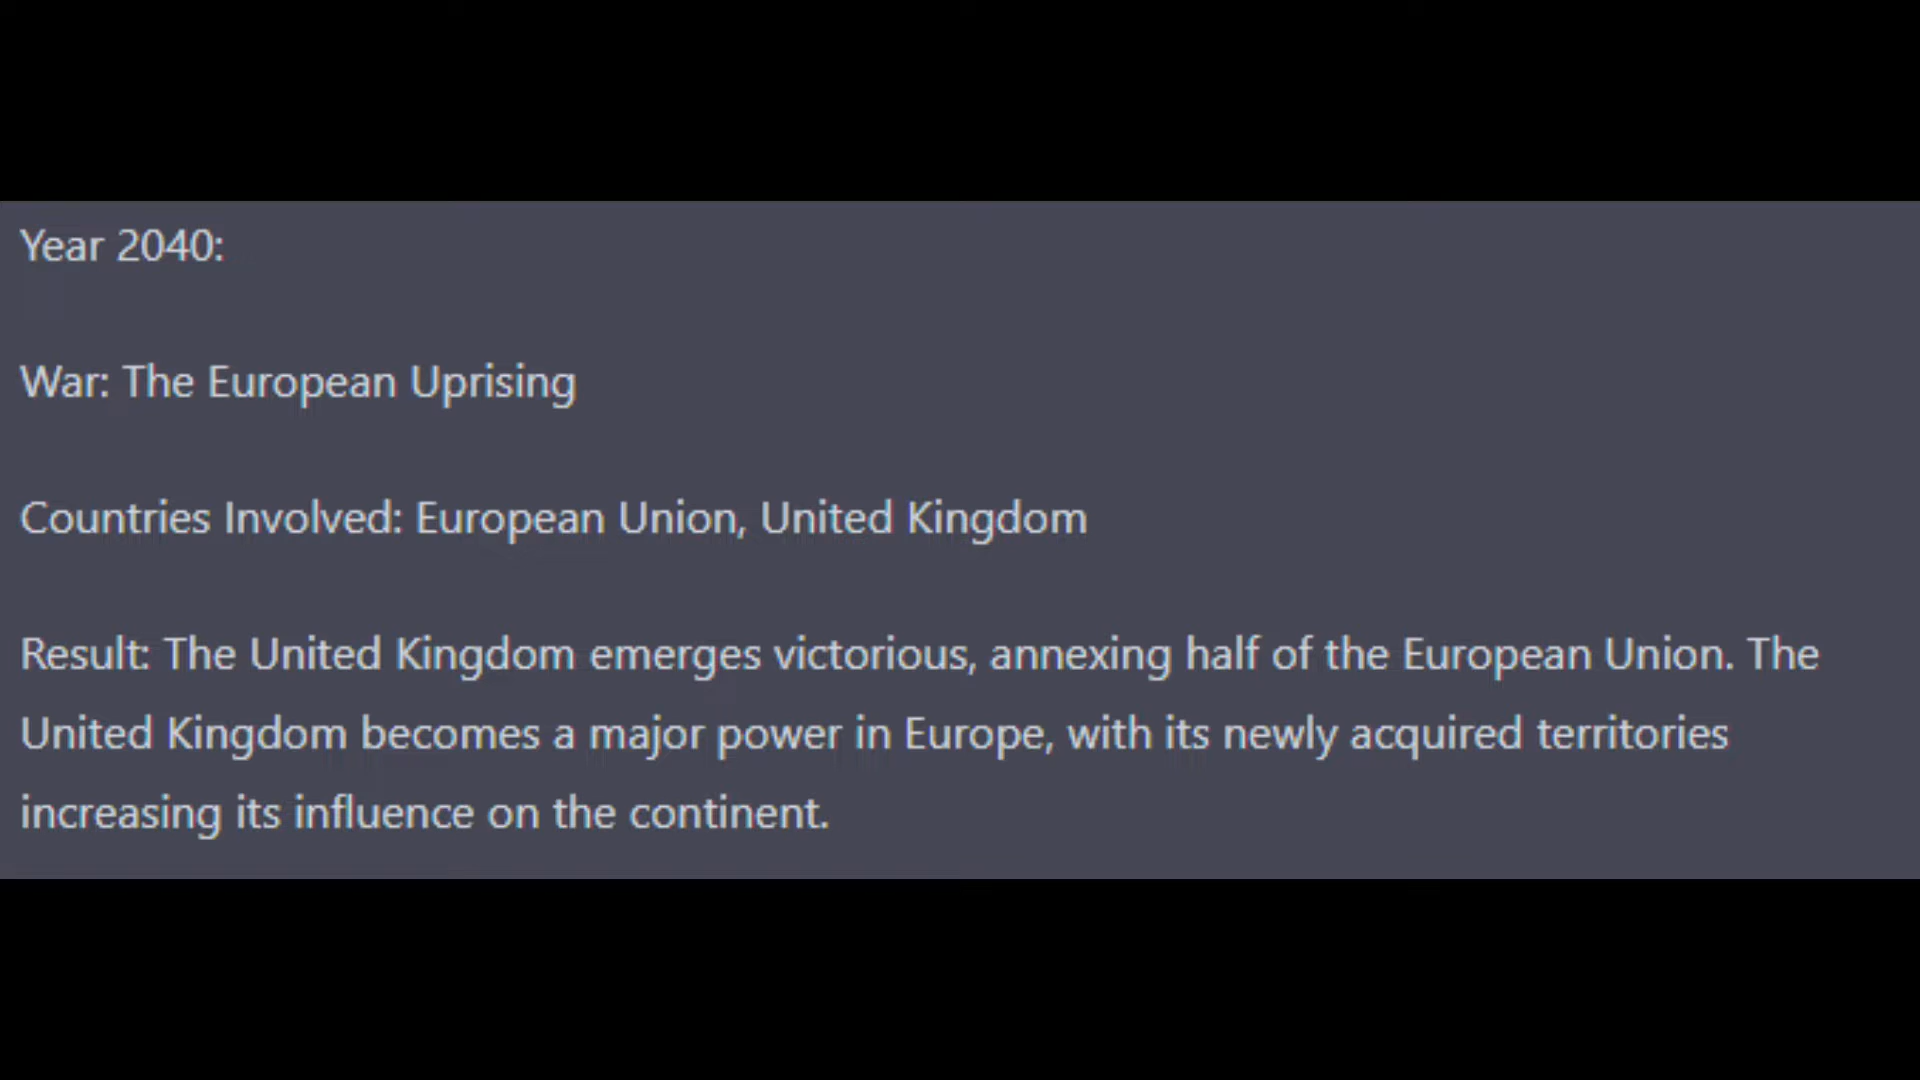 Year 2040:
War: The European Uprising
Countries Involved: European Union, United Kingdom
Result: The United Kingdom emerges victorious, annexing half of the European Union. The
United Kingdom becomes a major power in Europe, with its newly acquired territories
increasing its influence on the continent.